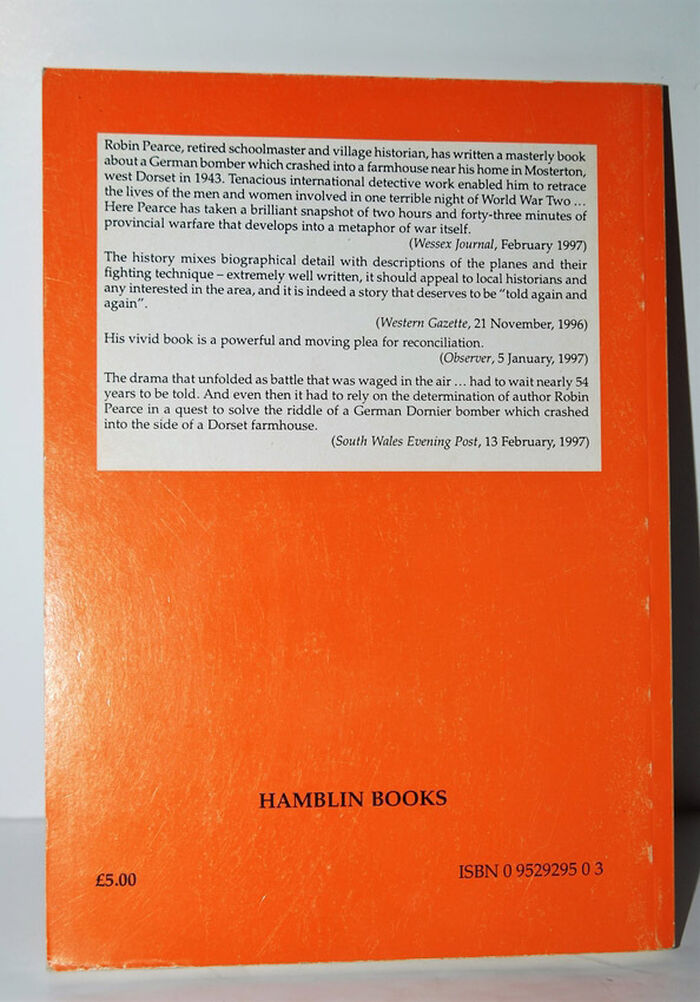 Robin Pearce, retired schoolmaster and village historian, has written a masterly book
about a German bomber which crashed into a farmhouse near his home in Mosterton,
west Dorset in 1943. Tenacious international detective work enabled him to retrace
the lives of the men and women involved in one terrible night of World War Two ...
Here Pearce has taken a brilliant snapshot of two hours and forty-three minutes of
provincial warfare that develops into a metaphor of war itself.
(Wessex Journal, February 1997)
The history mixes biographical detail with descriptions of the planes and their
fighting technique – extremely well written, it should appeal to local historians and
any interested in the area, and it is indeed a story that deserves to be "told again and
again".
(Western Gazette, 21 November, 1996)
His vivid book is a powerful and moving plea for reconciliation.
(Observer, 5 January, 1997)
The drama that unfolded as battle that was waged in the air ... had to wait nearly 54
years to be told. And even then it had to rely on the determination of author Robin
Pearce in a quest to solve the riddle of a German Dornier bomber which crashed
into the side of a Dorset farmhouse.
(South Wales Evening Post, 13 February, 1997)
HAMBLIN BOOKS
£5.00
ISBN 0 9529295 0 3